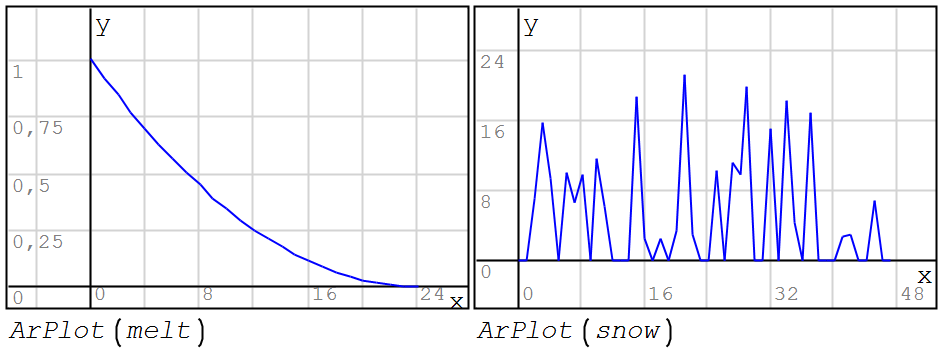 y
1
0,75
0,5
0,25
0
0 8 16 24 x
ArPlot(melt)
y
24
16
8
0
x
0 16 32 48
ArPlot(snow)